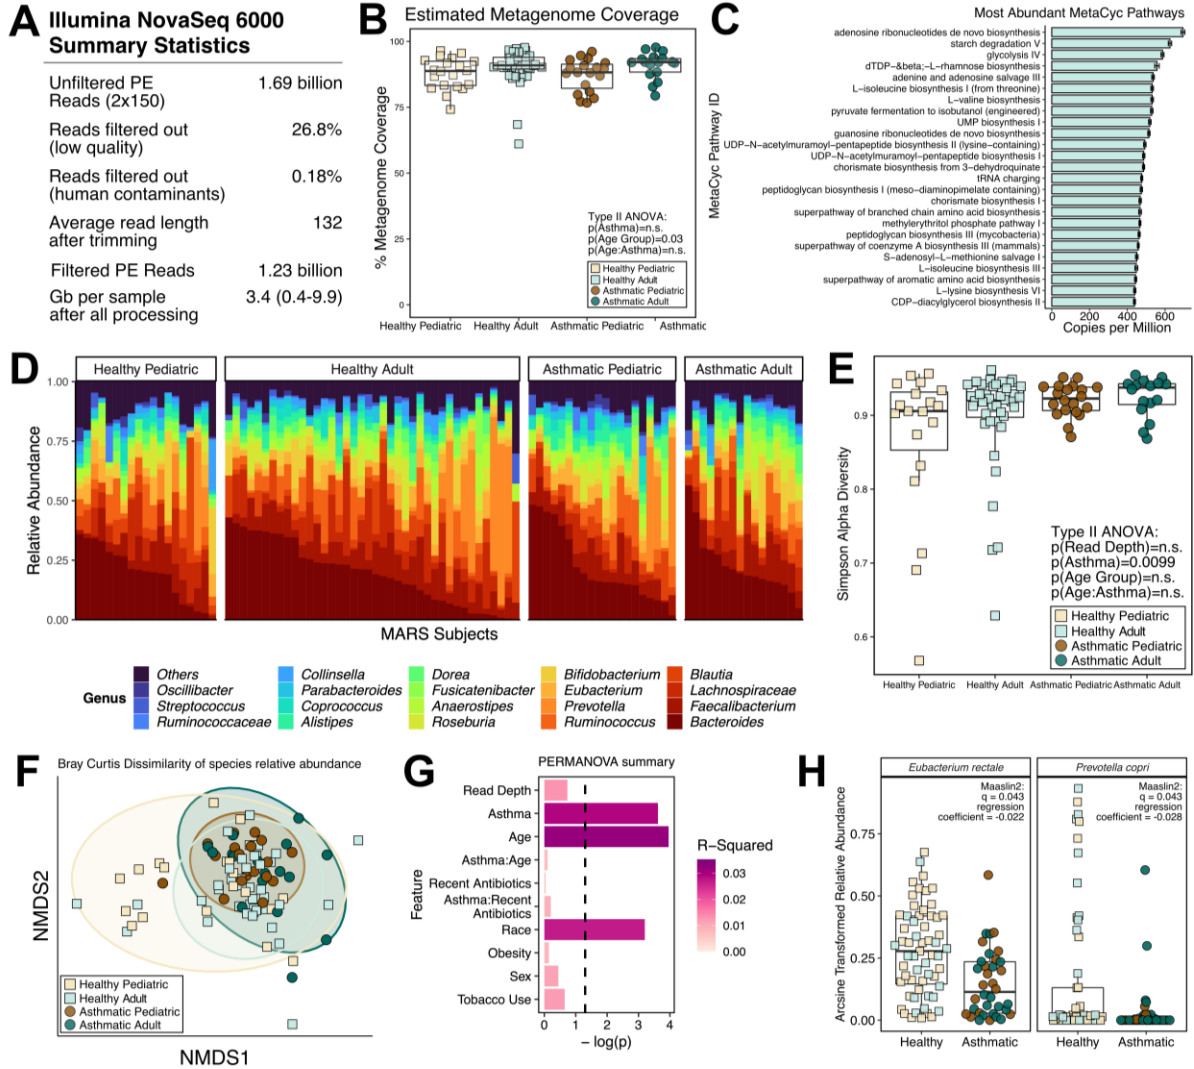 A
Illumina NovaSeq 6000
Summary Statistics
Unfiltered PE
Reads (2x150)
1.69 billion
Reads filtered out
(low quality)
26.8%
Reads filtered out
(human contaminants)
0.18%
Average read length
after trimming
132
Filtered PE Reads
1.23 billion
Gb per sample
after all processing
3.4 (0.4-9.9)
B
Estimated Metagenome Coverage
% Metagenome Coverage
100
75
50
25
0
Type II ANOVA:
p(Asthma)=n.s.
p(Age Group)=0.03
p(Age:Asthma)=n.s.
Healthy Pediatric
Healthy Adult
Asthmatic Pediatric
Asthmatic Adult
Healthy Pediatric
Healthy Adult
Asthmatic Pediatric
Asthmatic
C
Most Abundant MetaCyc Pathways
MetaCyc Pathway ID
adenosine ribonucleotides de novo biosynthesis
starch degradation V
glycolysis IV
dTDP-&beta;-L-rhamnose biosynthesis
adenine and adenosine salvage III
L-isoleucine biosynthesis I (from threonine)
L-valine biosynthesis
pyruvate fermentation to isobutanol (engineered)
UMP biosynthesis I
guanosine ribonucleotides de novo biosynthesis
UDP-N-acetylmuramoyl-pentapeptide biosynthesis II (lysine-containing)
UDP-N-acetylmuramoyl-pentapeptide biosynthesis I
chorismate biosynthesis from 3-dehydroquinate
tRNA charging
peptidoglycan biosynthesis I (meso-diaminopimelate containing)
chorismate biosynthesis I
superpathway of branched chain amino acid biosynthesis
methylerythritol phosphate pathway I
peptidoglycan biosynthesis III (mycobacteria)
superpathway of coenzyme A biosynthesis III (mammals)
S-adenosyl-L-methionine salvage I
L-isoleucine biosynthesis III
superpathway of aromatic amino acid biosynthesis
L-lysine biosynthesis VI
CDP-diacylglycerol biosynthesis II
0 200 400 600
Copies per Million
D
Healthy Pediatric
Healthy Adult
Asthmatic Pediatric
Asthmatic Adult
Relative Abundance
1.00
0.75
0.50
0.25
0.00
MARS Subjects
Genus
Others
Oscillibacter
Streptococcus
Ruminococcaceae
Collinsella
Parabacteroides
Coprococcus
Alistipes
Dorea
Fusicatenibacter
Anaerostipes
Roseburia
Bifidobacterium
Eubacterium
Prevotella
Ruminococcus
Blautia
Lachnospiraceae
Faecalibacterium
Bacteroides
E
Simpson Alpha Diversity
0.9
0.8
0.7
0.6
Type II ANOVA:
p(Read Depth)=n.s.
p(Asthma)=0.0099
p(Age Group)=n.s.
p(Age:Asthma)=n.s.
Healthy Pediatric
Healthy Adult
Asthmatic Pediatric
Asthmatic Adult
Healthy Pediatric
Healthy Adult
Asthmatic Pediatric
Asthmatic Adult
F
Bray Curtis Dissimilarity of species relative abundance
NMDS2
Healthy Pediatric
Healthy Adult
Asthmatic Pediatric
Asthmatic Adult
NMDS1
G
PERMANOVA summary
Feature
Read Depth
Asthma
Age
Asthma:Age
Recent Antibiotics
Asthma:Recent
Antibiotics
Race
Obesity
Sex
Tobacco Use
0 1 2 3 4
− log(p)
R-Squared
0.03
0.02
0.01
0.00
H
Eubacterium rectale
Prevotella copri
Arcsine Transformed Relative Abundance
0.75
0.50
0.25
0.00
Maaslin2:
q = 0.043
regression
coefficient = -0.022
Maaslin2:
q = 0.043
regression
coefficient = -0.028
Healthy
Asthmatic
Healthy
Asthmatic